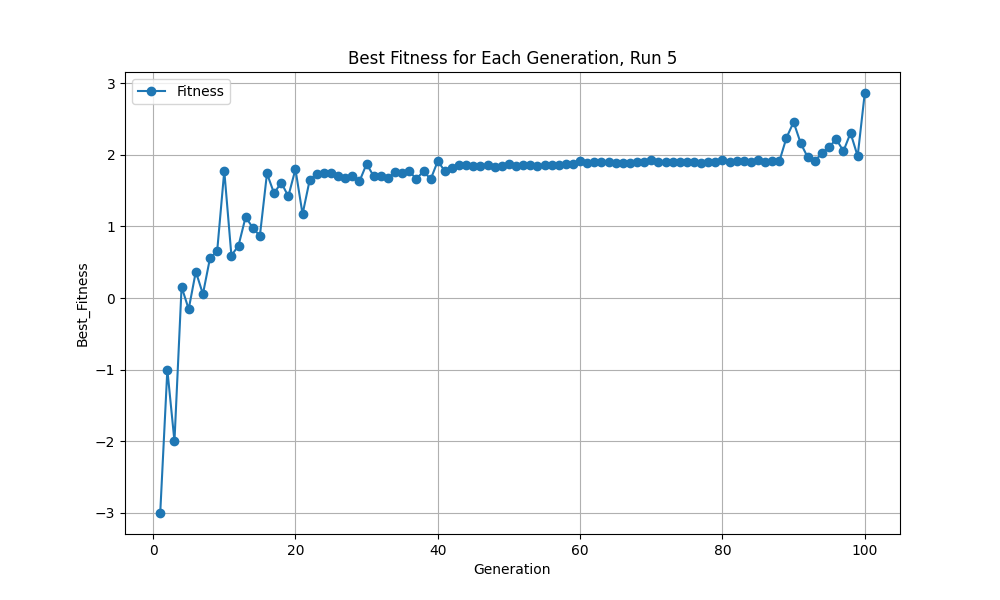 Best Fitness for Each Generation, Run 5
Fitness
Best_Fitness
3
2
1
0
−1
−2
−3
0 20 40 60 80 100
Generation